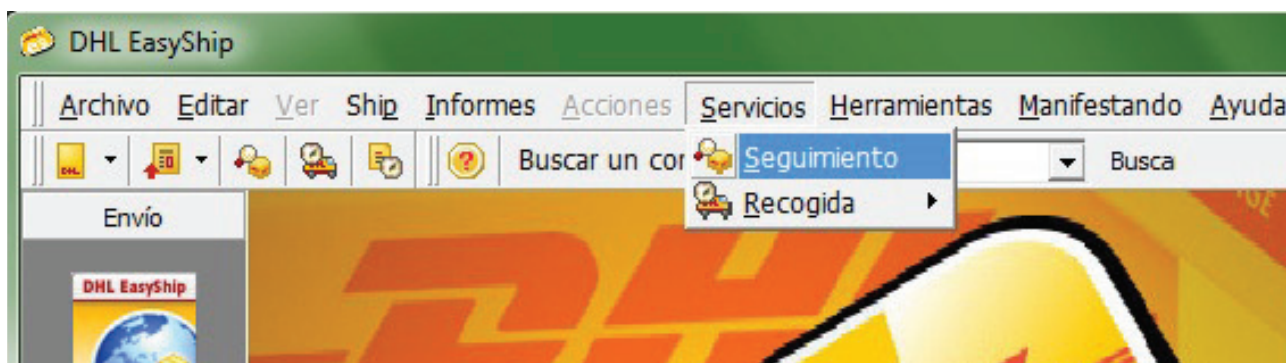 DHL EasyShip
Archivo Editar Ver Ship Informes Acciones Servicios Herramientas Manifestando Ayuda
Buscar un cor Busca
Seguimiento
Recogida
Envío
DHL EasyShip